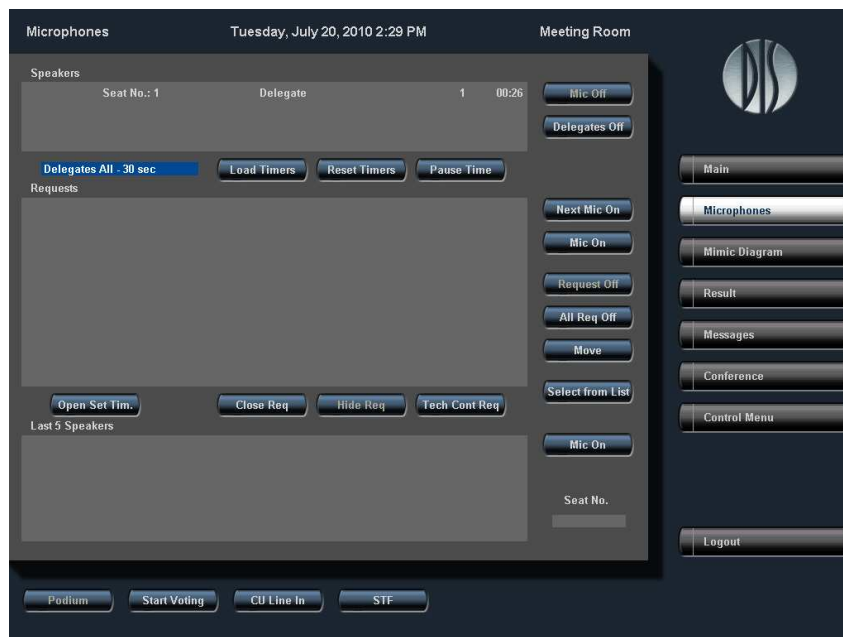 Microphones Tuesday, July 20, 2010 2:29 PM Meeting Room
DIS
Speakers
Seat No.: 1 Delegate 1 00:26 Mic Off
Delegates Off
Delegates All - 30 sec Load Timers Reset Timers Pause Time Main
Requests
Next Mic On Microphones
Mic On Mimic Diagram
Request Off Result
All Req Off
Move Messages
Conference
Select from List
Open Set Tim. Close Req Hide Req Tech Cont Req Control Menu
Last 5 Speakers
Mic On
Seat No.
Logout
Podium Start Voting CU Line In STF